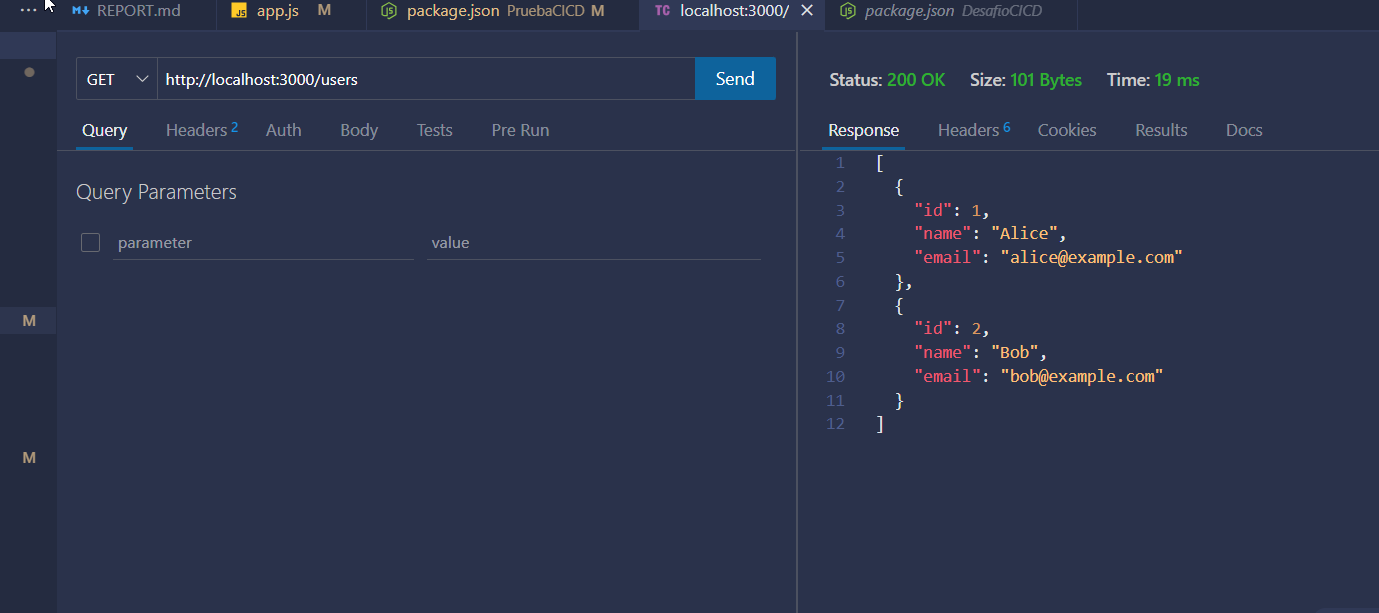 ··· REPORT.md JS app.js M package.json PruebaCICD M TC localhost:3000/ × package.json DesafioCICD
GET http://localhost:3000/users Send
Query Headers 2 Auth Body Tests Pre Run
Query Parameters
parameter value
M
M
Status: 200 OK Size: 101 Bytes Time: 19 ms
Response Headers 6 Cookies Results Docs
1 [
2 {
3 "id": 1,
4 "name": "Alice",
5 "email": "alice@example.com"
6 },
7 {
8 "id": 2,
9 "name": "Bob",
10 "email": "bob@example.com"
11 }
12 ]